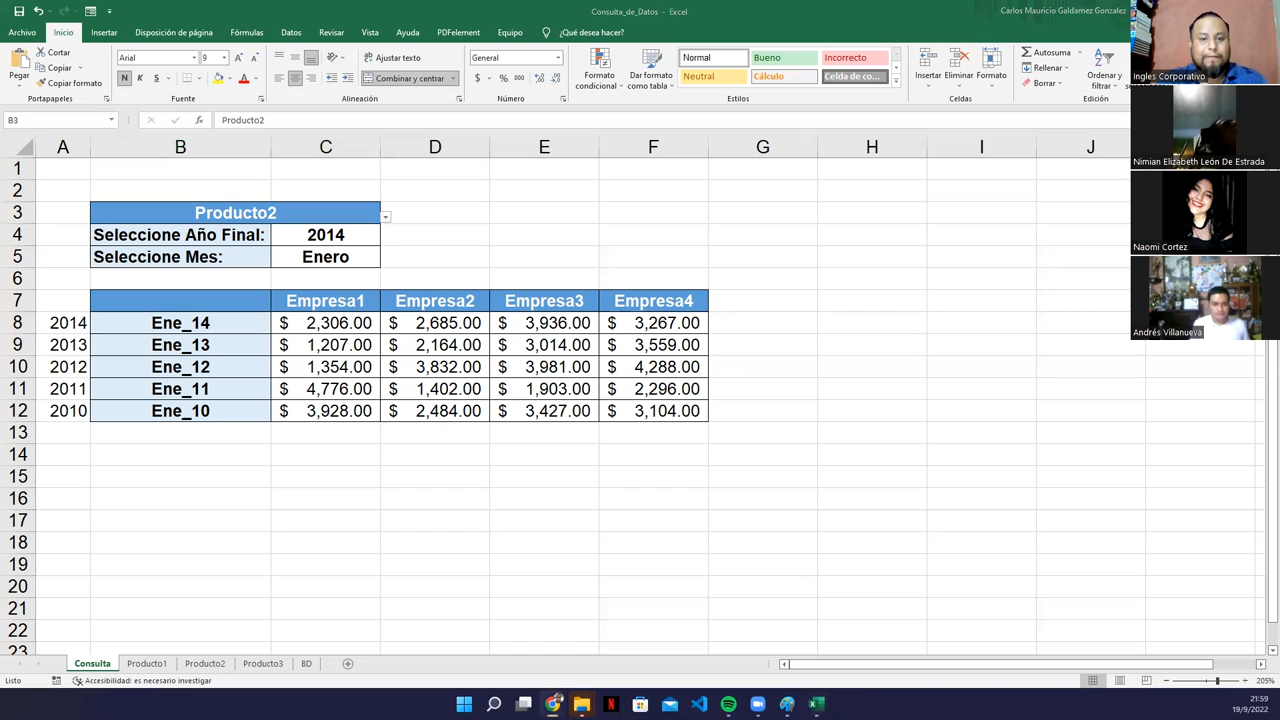 Consulta_de_Datos - Excel
Carlos Mauricio Galdamez Gonzalez
Archivo Inicio Insertar Disposición de página Fórmulas Datos Revisar Vista Ayuda PDFelement Equipo ¿Qué desea hacer?
Pegar
Cortar
Copiar
Copiar formato
Portapapeles
Arial 9
N K S
Fuente
Ajustar texto
Combinar y centrar
Alineación
General
$ % 000
Número
Formato condicional
Dar formato como tabla
Normal Bueno Incorrecto
Neutral Cálculo Celda de co...
Estilos
Insertar Eliminar Formato
Celdas
Autosuma
Rellenar
Borrar
Ordenar y filtrar
Edición
B3 fx Producto2
A B C D E F G H I J
1
2
3 Producto2
4 Seleccione Año Final: 2014
5 Seleccione Mes: Enero
6
7 Empresa1 Empresa2 Empresa3 Empresa4
8 2014 Ene_14 $ 2,306.00 $ 2,685.00 $ 3,936.00 $ 3,267.00
9 2013 Ene_13 $ 1,207.00 $ 2,164.00 $ 3,014.00 $ 3,559.00
10 2012 Ene_12 $ 1,354.00 $ 3,832.00 $ 3,981.00 $ 4,288.00
11 2011 Ene_11 $ 4,776.00 $ 1,402.00 $ 1,903.00 $ 2,296.00
12 2010 Ene_10 $ 3,928.00 $ 2,484.00 $ 3,427.00 $ 3,104.00
13
14
15
16
17
18
19
20
21
22
23
Consulta Producto1 Producto2 Producto3 BD
Listo Accesibilidad: es necesario investigar 205%
21:59
19/9/2022
Ingles Corporativo
Nimian Elizabeth León De Estrada
Naomi Cortez
Andrés Villanueva